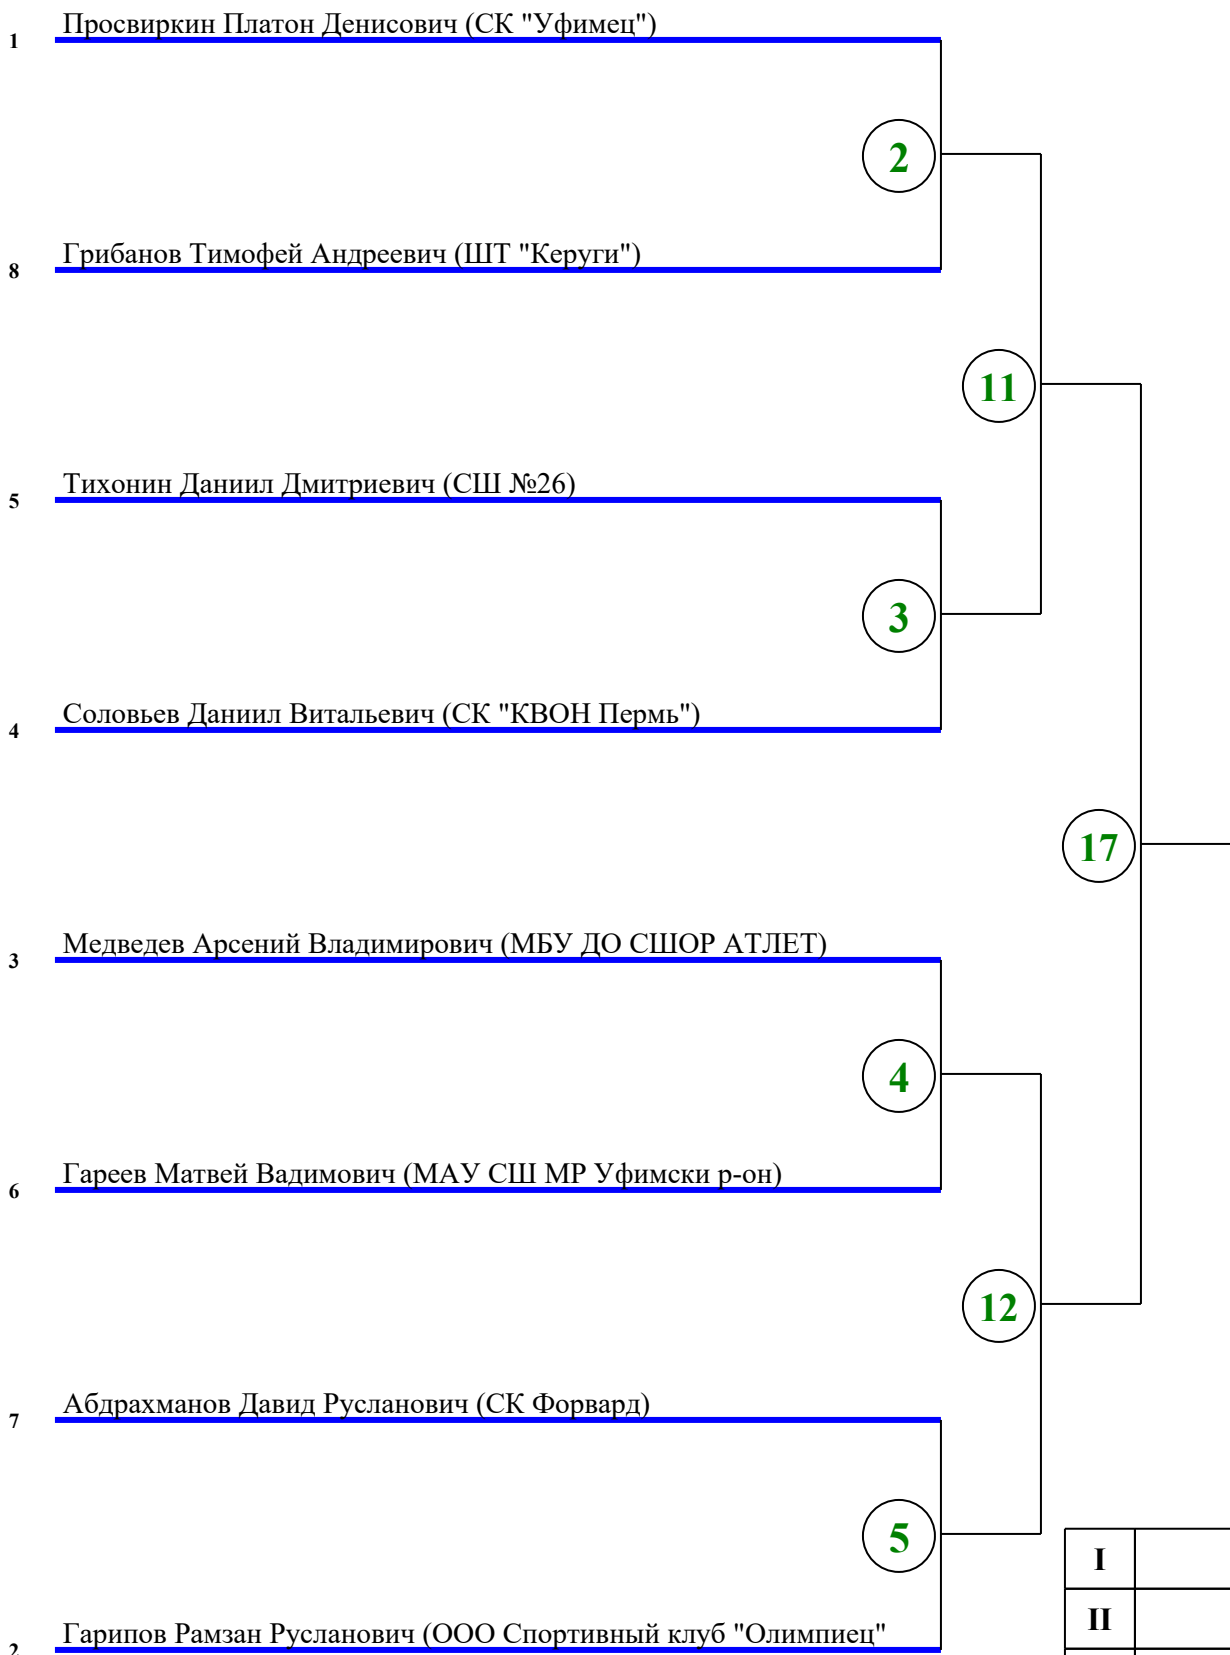 Просвиркин Платон Денисович (СК "Уфимец")
1
2
Грибанов Тимофей Андреевич (ШТ "Керуги")
8
11
Тихонин Даниил Дмитриевич (СШ №26)
5
3
Соловьев Даниил Витальевич (СК "КВОН Пермь")
4
17
Медведев Арсений Владимирович (МБУ ДО СШОР АТЛЕТ)
3
4
Гареев Матвей Вадимович (МАУ СШ МР Уфимски р-он)
6
12
Абдрахманов Давид Русланович (СК Форвард)
7
5
I
II
Гарипов Рамзан Русланович (ООО Спортивный клуб "Олимпиец"
2